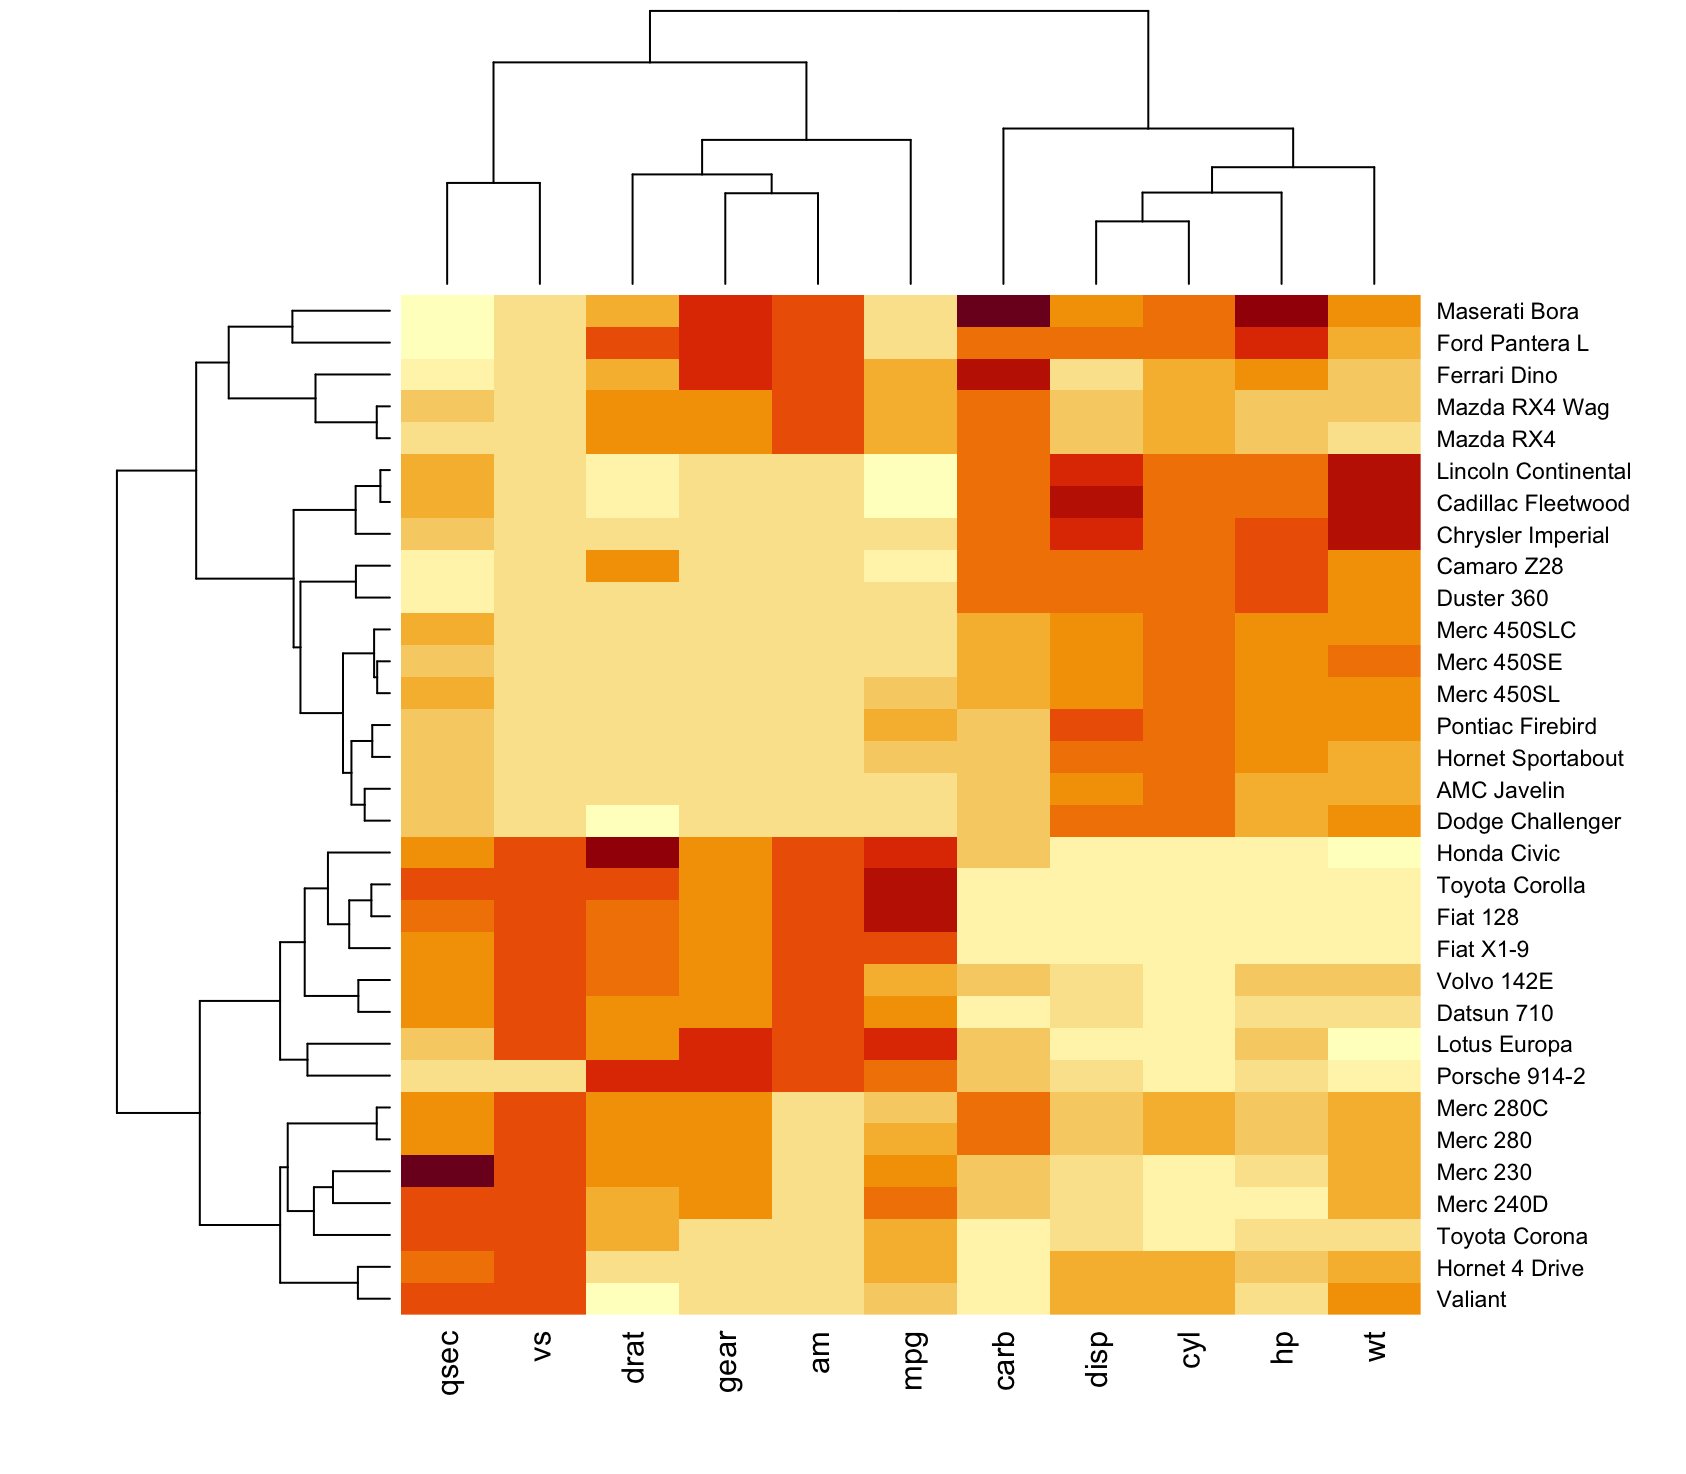 Maserati Bora
Ford Pantera L
Ferrari Dino
Mazda RX4 Wag
Mazda RX4
Lincoln Continental
Cadillac Fleetwood
Chrysler Imperial
Camaro Z28
Duster 360
Merc 450SLC
Merc 450SE
Merc 450SL
Pontiac Firebird
Hornet Sportabout
AMC Javelin
Dodge Challenger
Honda Civic
Toyota Corolla
Fiat 128
Fiat X1-9
Volvo 142E
Datsun 710
Lotus Europa
Porsche 914-2
Merc 280C
Merc 280
Merc 230
Merc 240D
Toyota Corona
Hornet 4 Drive
Valiant
qsec
vs
drat
gear
am
mpg
carb
disp
cyl
hp
wt